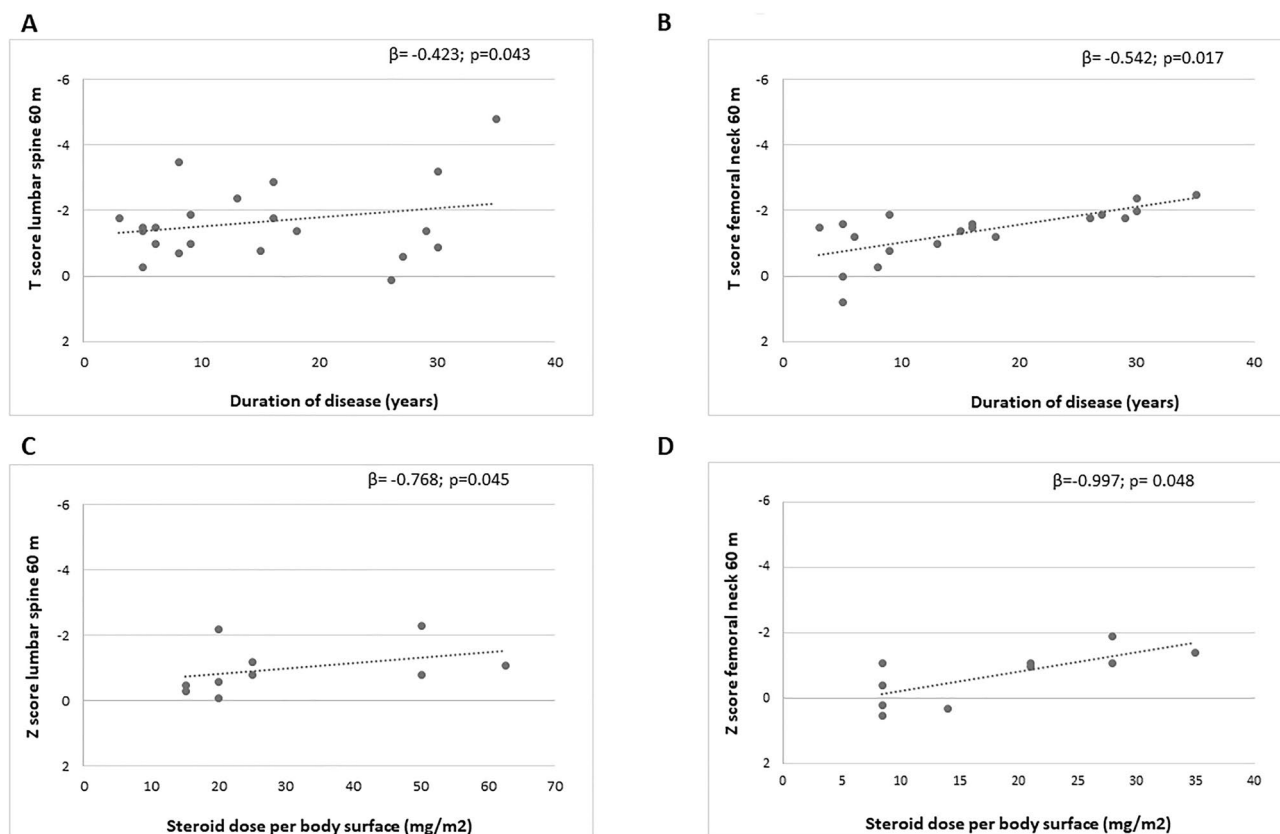 A
β= -0.423; p=0.043
T score lumbar spine 60 m
-6
-4
-2
0
2
0 10 20 30 40
Duration of disease (years)
B
β= -0.542; p=0.017
T score femoral neck 60 m
-6
-4
-2
0
2
0 10 20 30 40
Duration of disease (years)
C
β= -0.768; p=0.045
Z score lumbar spine 60 m
-6
-4
-2
0
2
0 10 20 30 40 50 60 70
Steroid dose per body surface (mg/m2)
D
β=-0.997; p= 0.048
Z score femoral neck 60 m
-6
-4
-2
0
2
0 5 10 15 20 25 30 35 40
Steroid dose per body surface (mg/m2)